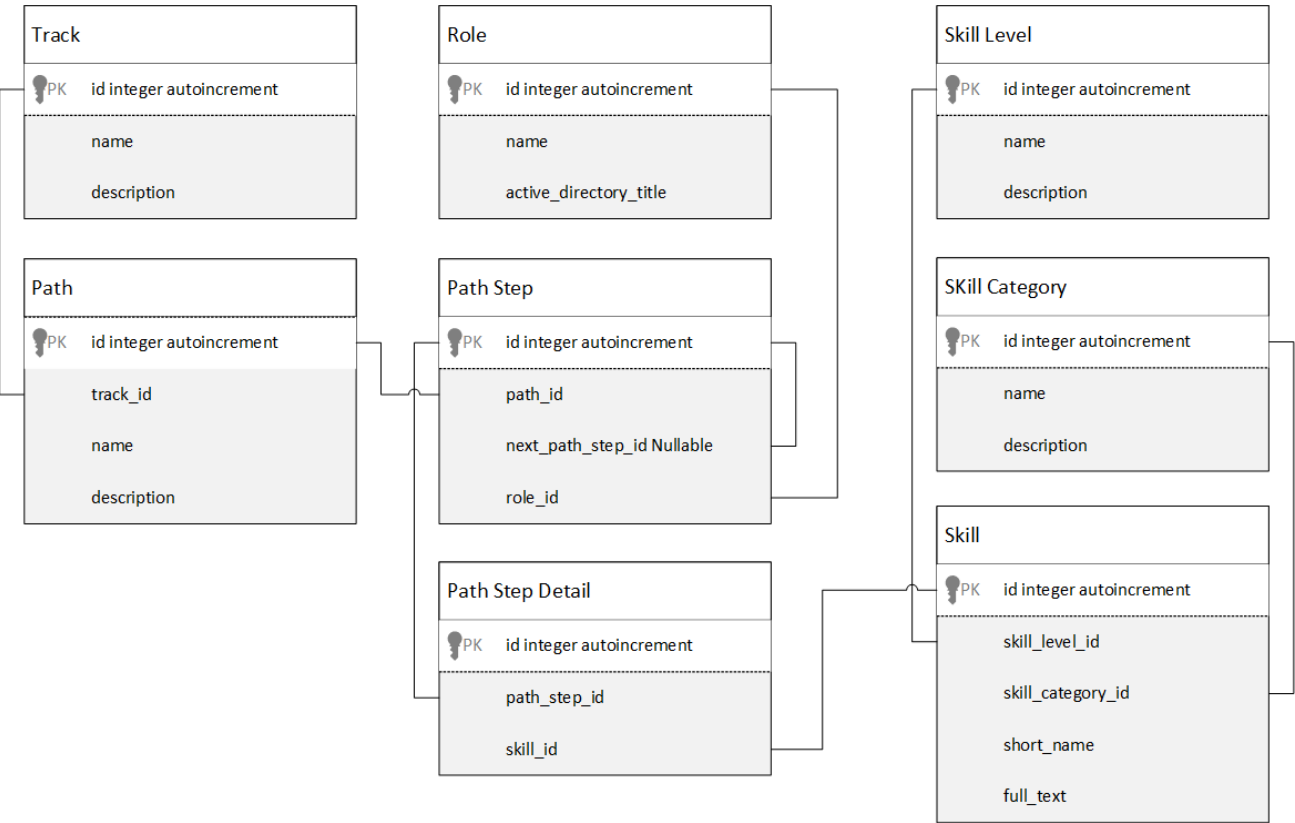 Track
PK id integer autoincrement
name
description
Role
PK id integer autoincrement
name
active_directory_title
Skill Level
PK id integer autoincrement
name
description
Path
PK id integer autoincrement
track_id
name
description
Path Step
PK id integer autoincrement
path_id
next_path_step_id Nullable
role_id
SKill Category
PK id integer autoincrement
name
description
Path Step Detail
PK id integer autoincrement
path_step_id
skill_id
Skill
PK id integer autoincrement
skill_level_id
skill_category_id
short_name
full_text